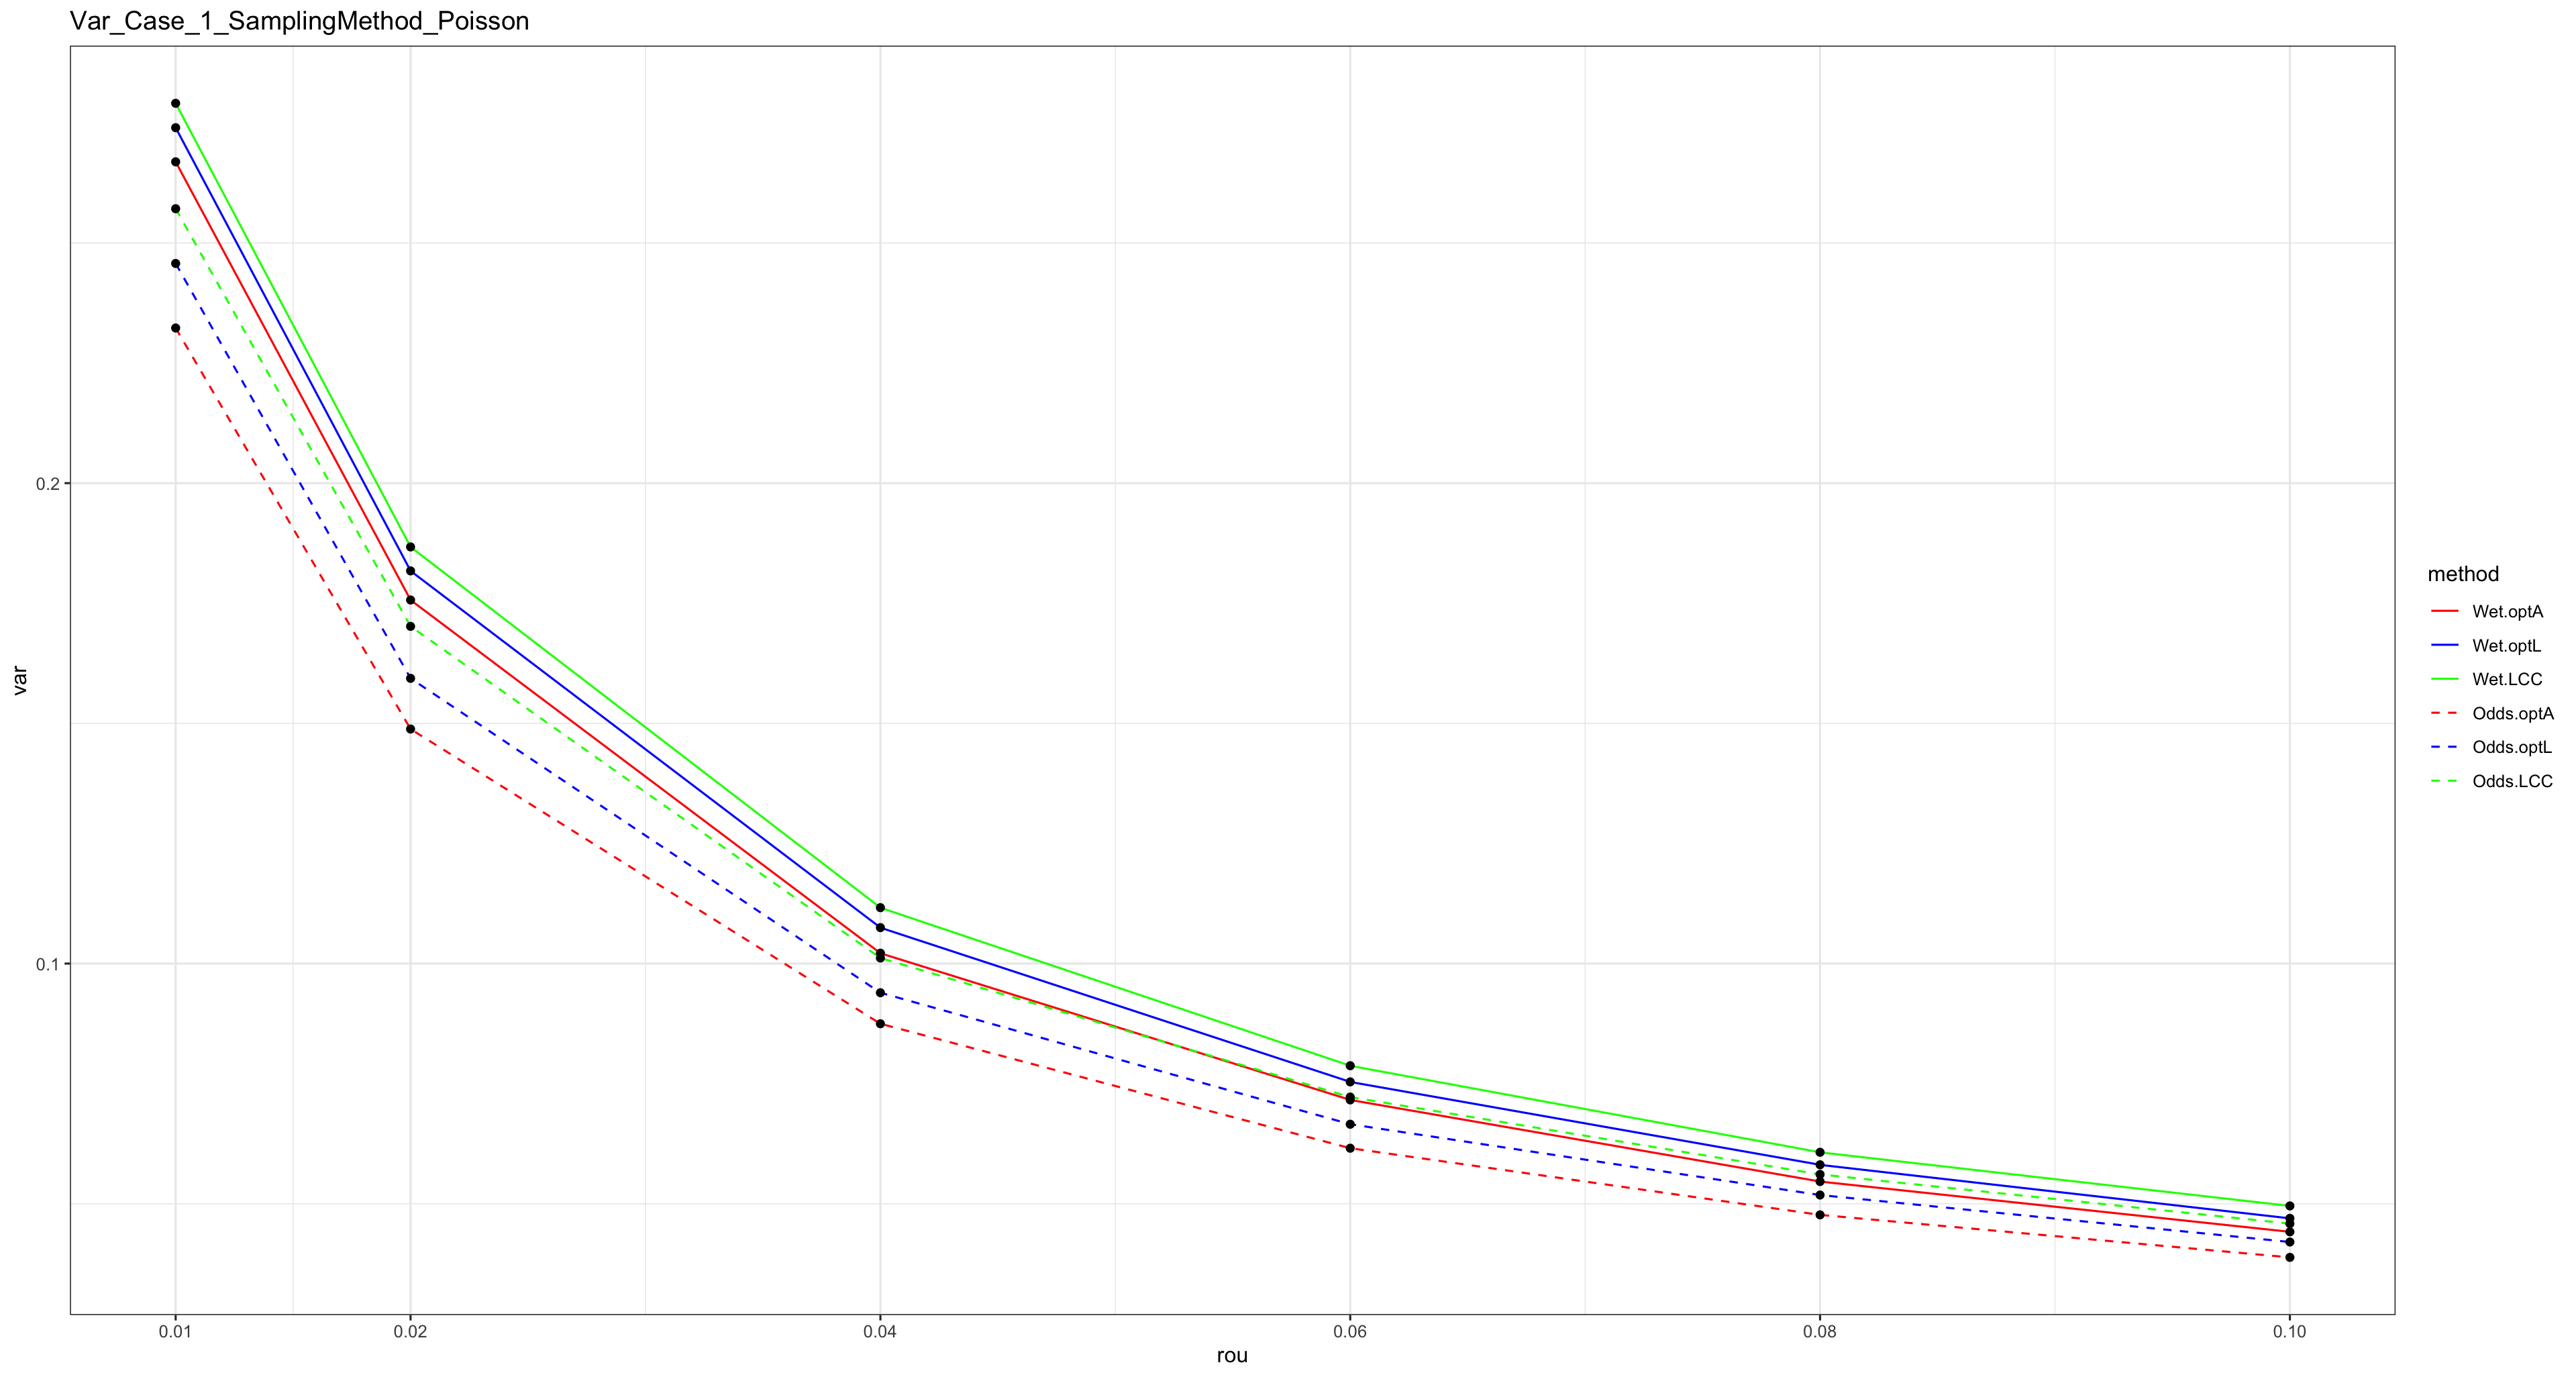 Var_Case_1_SamplingMethod_Poisson
0.2
0.1
var
0.01 0.02 0.04 0.06 0.08 0.10
rou
method
Wet.optA
Wet.optL
Wet.LCC
Odds.optA
Odds.optL
Odds.LCC